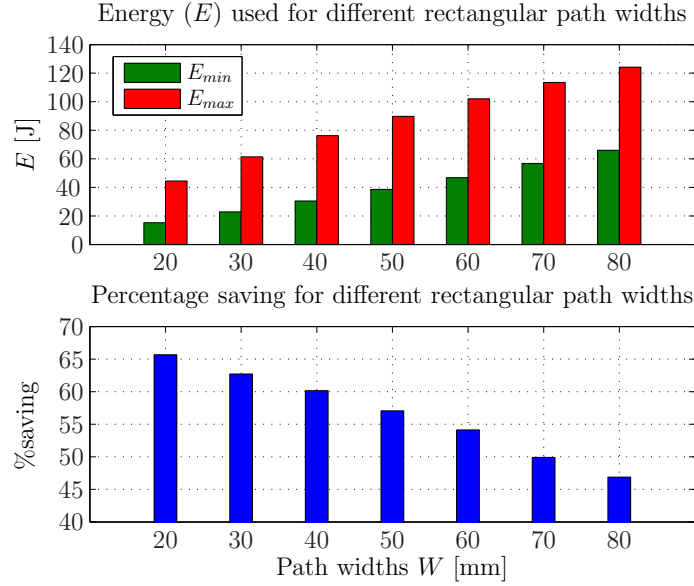 Energy (E) used for different rectangular path widths
140
120
100
80
60
40
20
0
E [J]
E_min
E_max
20 30 40 50 60 70 80
Percentage saving for different rectangular path widths
70
65
60
55
50
45
40
%saving
20 30 40 50 60 70 80
Path widths W [mm]